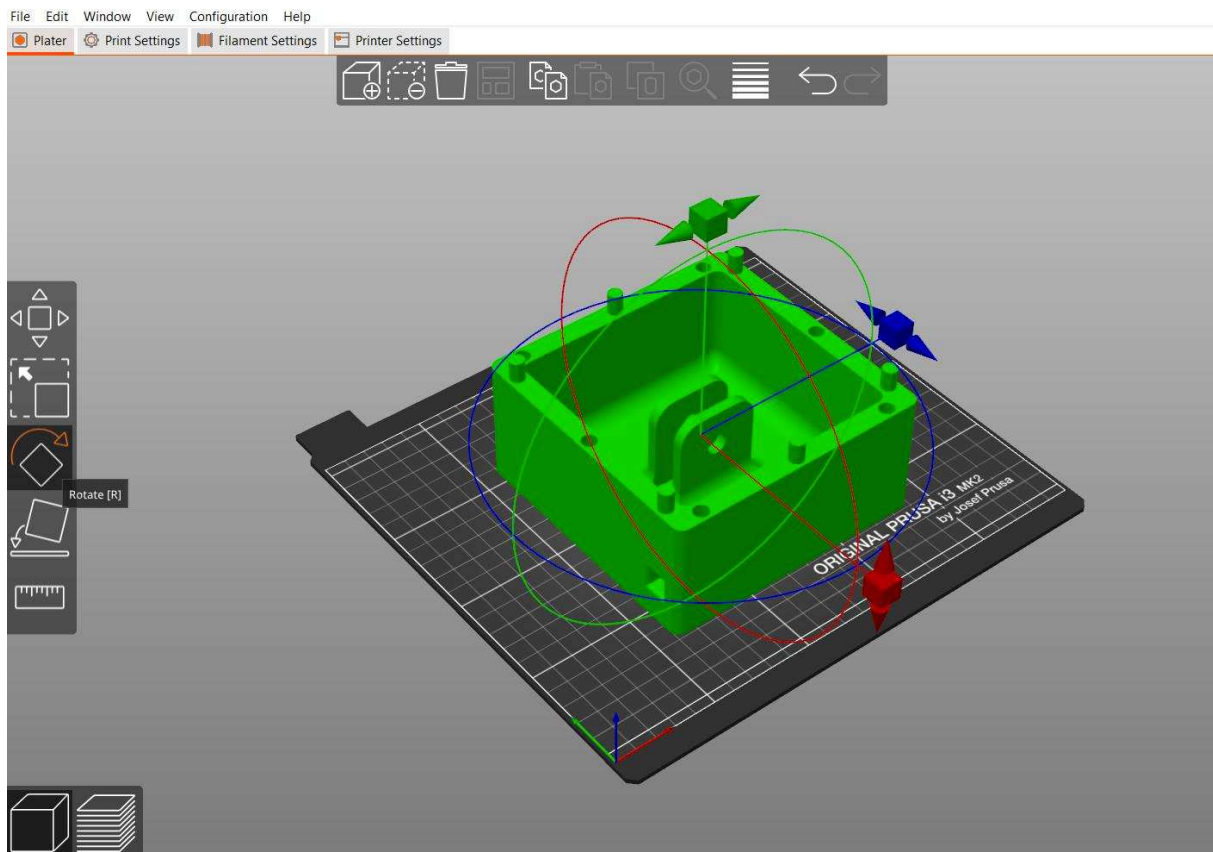 File Edit Window View Configuration Help
Plater Print Settings Filament Settings Printer Settings
Rotate [R]
ORIGINAL PRUSA i3 MK2
by Josef Prusa